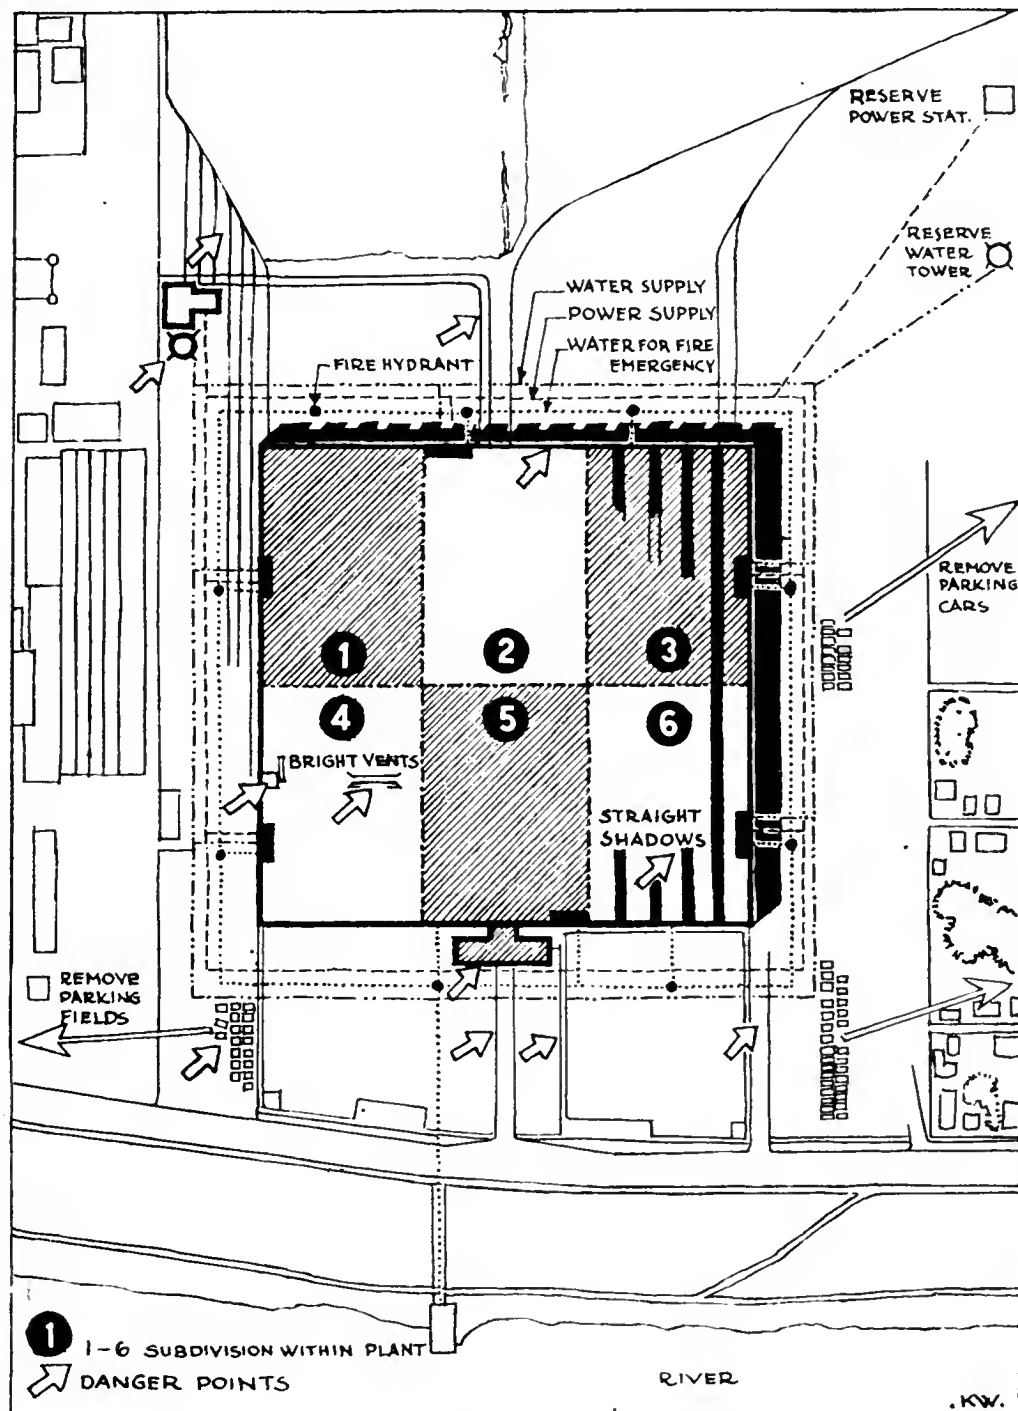 RESERVE
POWER STAT.
RESERVE
WATER
TOWER
WATER SUPPLY
POWER SUPPLY
WATER FOR FIRE
EMERGENCY
FIRE HYDRANT
REMOVE
PARKING
CARS
1
2
3
4
5
6
BRIGHT VENTS
STRAIGHT
SHADOWS
REMOVE
PARKING
FIELDS
1 1-6 SUBDIVISION WITHIN PLANT
DANGER POINTS
RIVER
.KW.